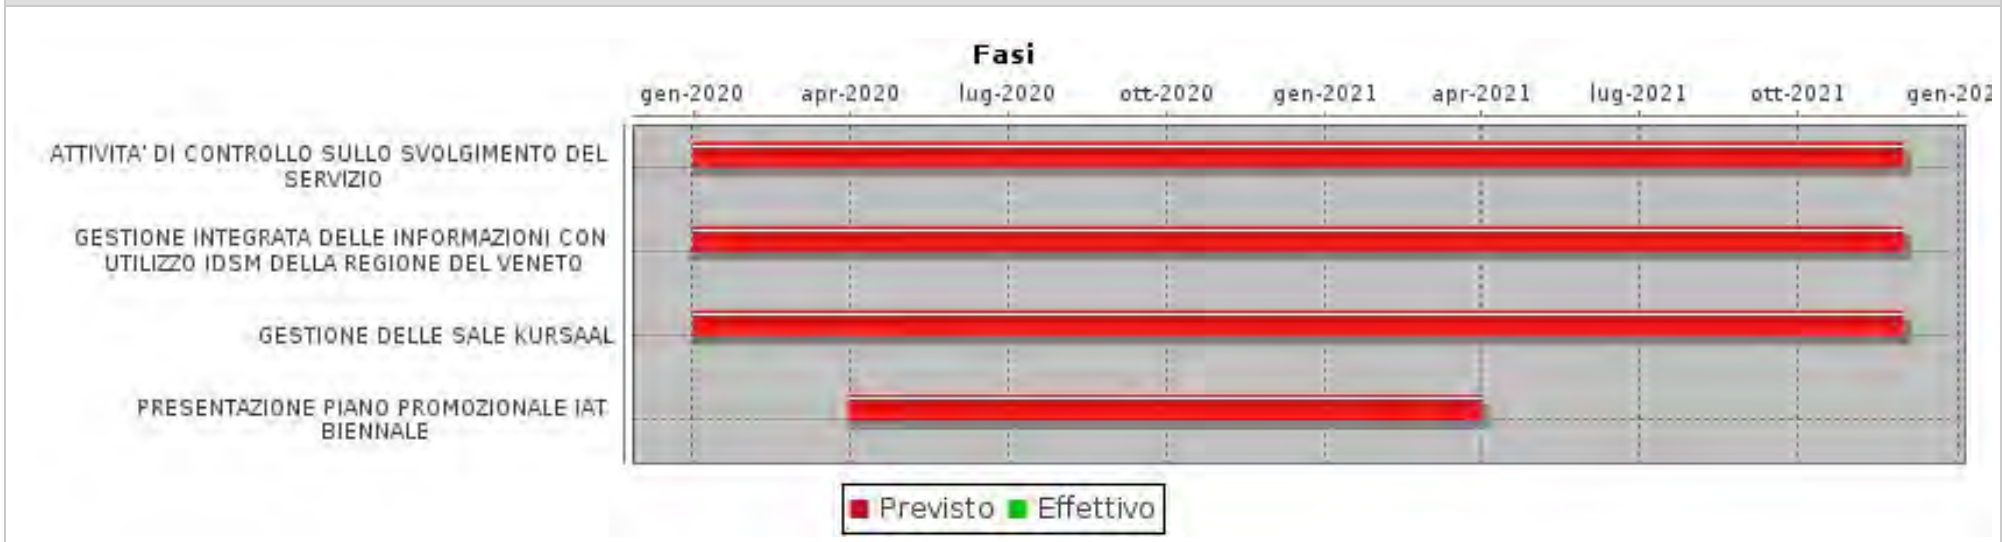 Fasi
gen-2020 apr-2020 lug-2020 ott-2020 gen-2021 apr-2021 lug-2021 ott-2021 gen-202
ATTIVITA' DI CONTROLLO SULLO SVOLGIMENTO DEL
SERVIZIO
GESTIONE INTEGRATA DELLE INFORMAZIONI CON
UTILIZZO IDSM DELLA REGIONE DEL VENETO
GESTIONE DELLE SALE KURSAAL
PRESENTAZIONE PIANO PROMOZIONALE IAT
BIENNALE
Previsto Effettivo